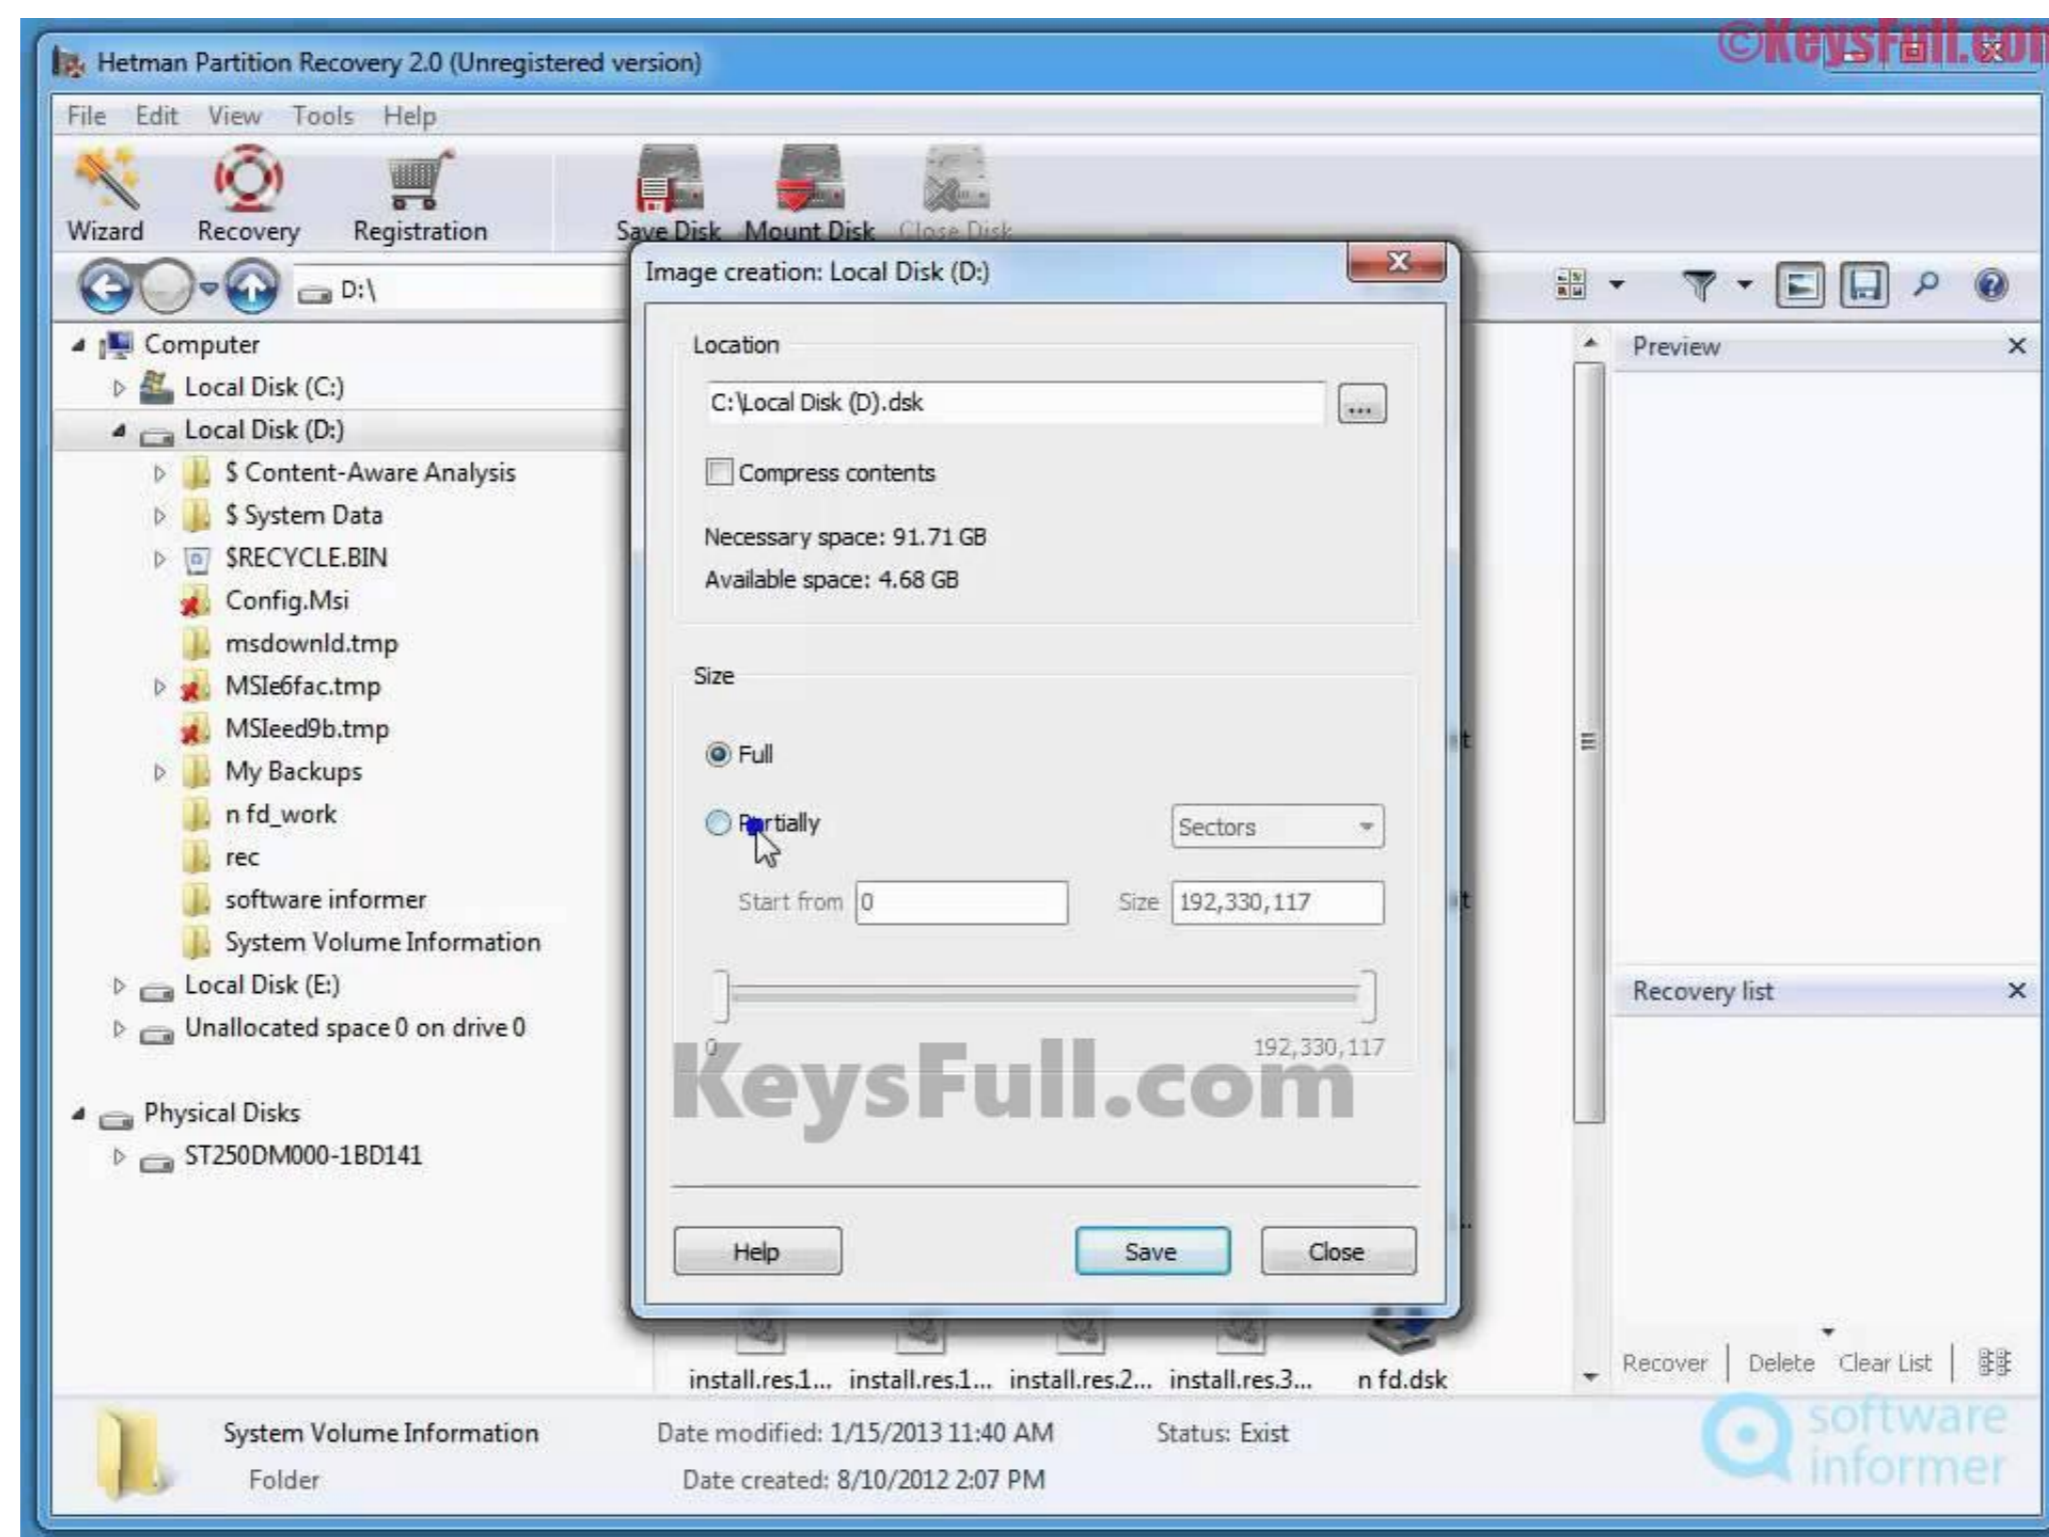 ©KeysFull.com
Hetman Partition Recovery 2.0 (Unregistered version)
File Edit View Tools Help
Wizard Recovery Registration Save Disk Mount Disk Close Disk
D:\
Computer
Local Disk (C:)
Local Disk (D:)
$ Content-Aware Analysis
$ System Data
$RECYCLE.BIN
Config.Msi
msdownld.tmp
MSIe6fac.tmp
MSIeed9b.tmp
My Backups
n fd_work
rec
software informer
System Volume Information
Local Disk (E:)
Unallocated space 0 on drive 0
Physical Disks
ST250DM000-1BD141
Image creation: Local Disk (D:)
Location
C:\Local Disk (D).dsk
...
Compress contents
Necessary space: 91.71 GB
Available space: 4.68 GB
Size
Full
Partially Sectors
Start from 0 Size 192,330,117
0 192,330,117
KeysFull.com
Help Save Close
install.res.1... install.res.1... install.res.2... install.res.3... n fd.dsk
Preview
Recovery list
Recover Delete Clear List
System Volume Information Date modified: 1/15/2013 11:40 AM Status: Exist
Folder Date created: 8/10/2012 2:07 PM
software
informer